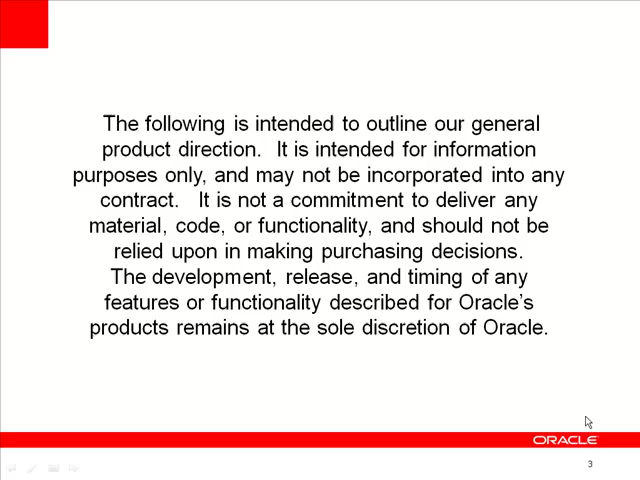 The following is intended to outline our general
product direction.  It is intended for information
purposes only, and may not be incorporated into any
contract.   It is not a commitment to deliver any
material, code, or functionality, and should not be
relied upon in making purchasing decisions.
The development, release, and timing of any
features or functionality described for Oracle's
products remains at the sole discretion of Oracle.
ORACLE
3